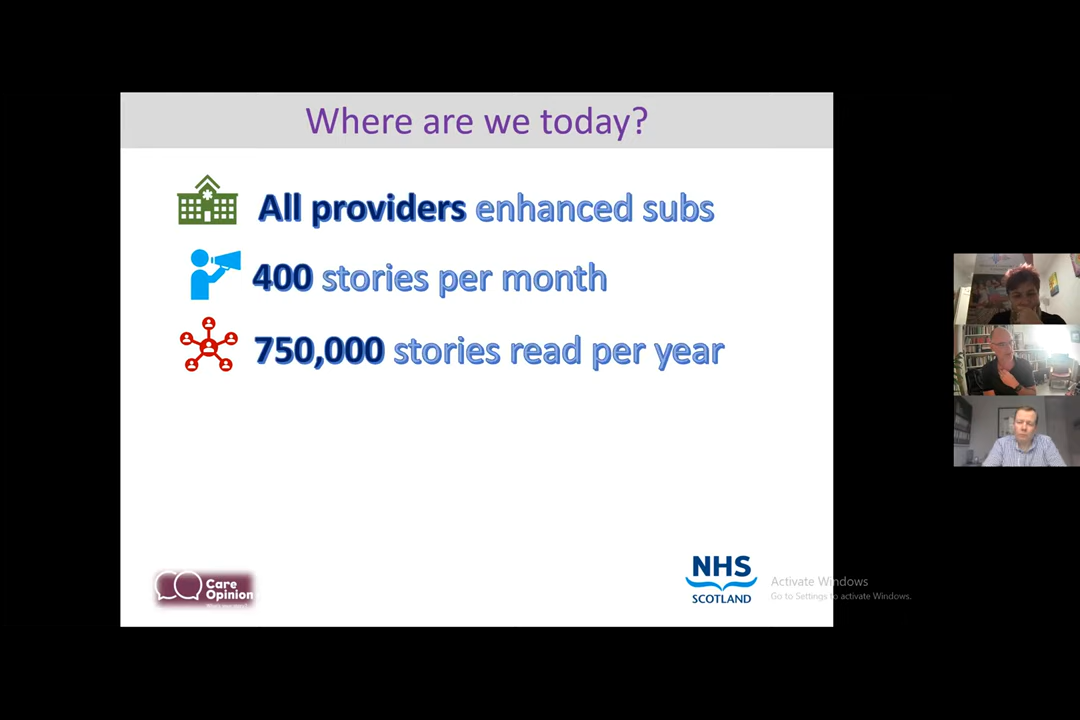 Where are we today?
All providers enhanced subs
400 stories per month
750,000 stories read per year
Care
Opinion
NHS
SCOTLAND
Activate Windows
Go to Settings to activate Windows.